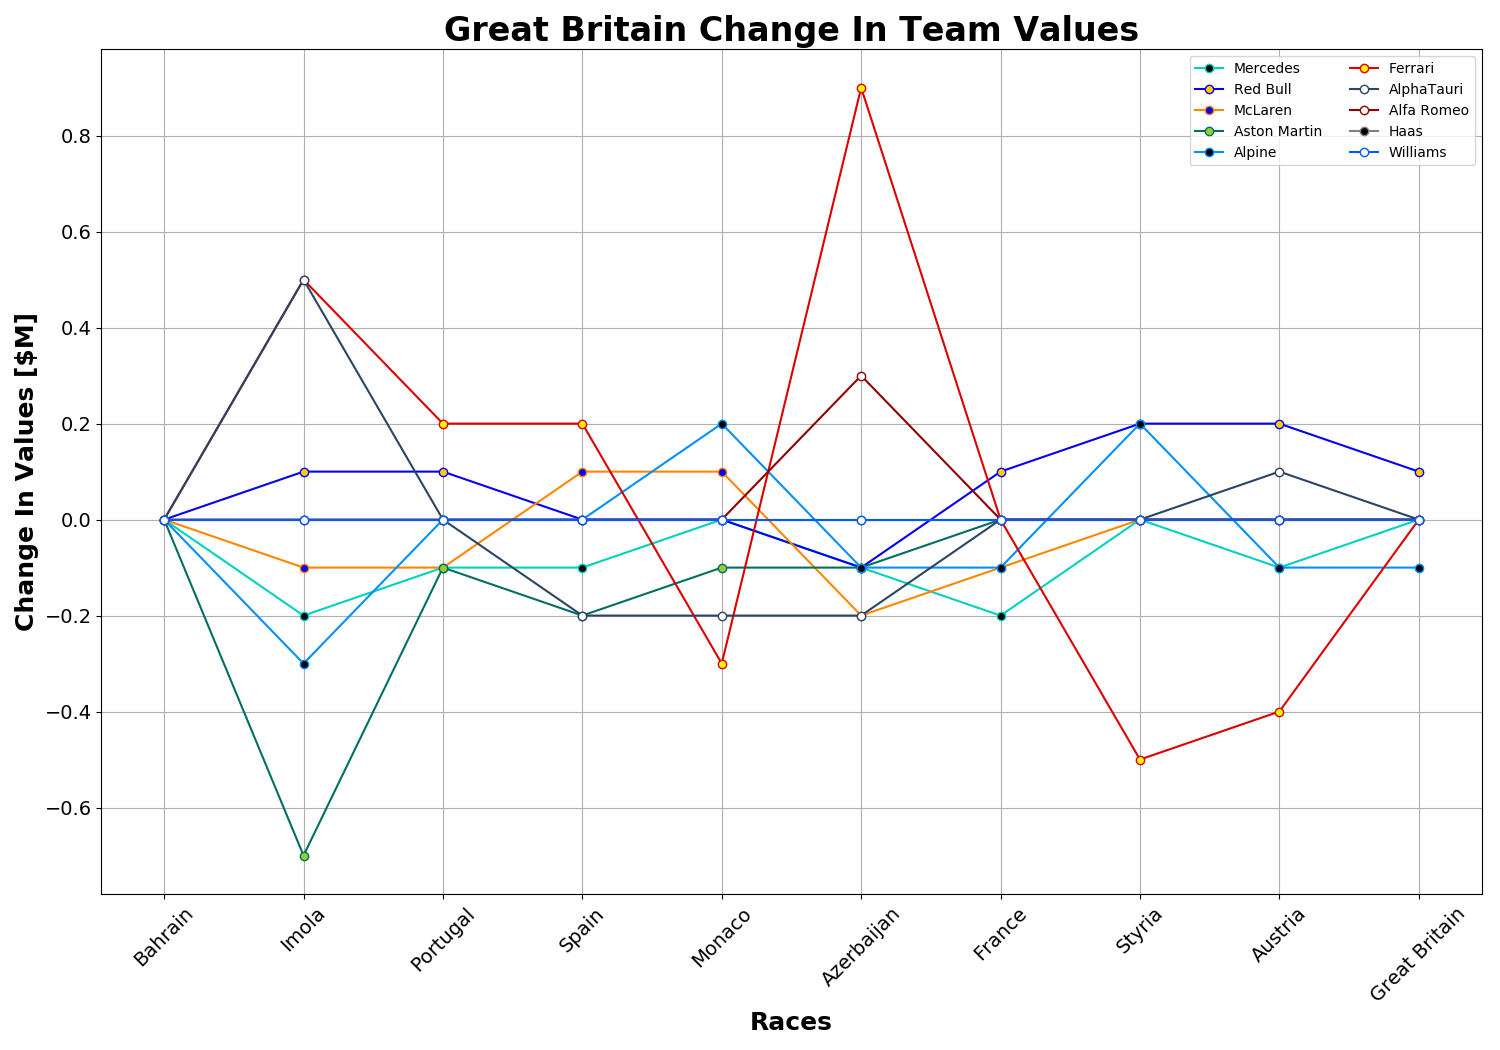 Great Britain Change In Team Values
Mercedes
Red Bull
McLaren
Aston Martin
Alpine
Ferrari
AlphaTauri
Alfa Romeo
Haas
Williams
Change In Values [$M]
0.8
0.6
0.4
0.2
0.0
−0.2
−0.4
−0.6
Bahrain
Imola
Portugal
Spain
Monaco
Azerbaijan
France
Styria
Austria
Great Britain
Races